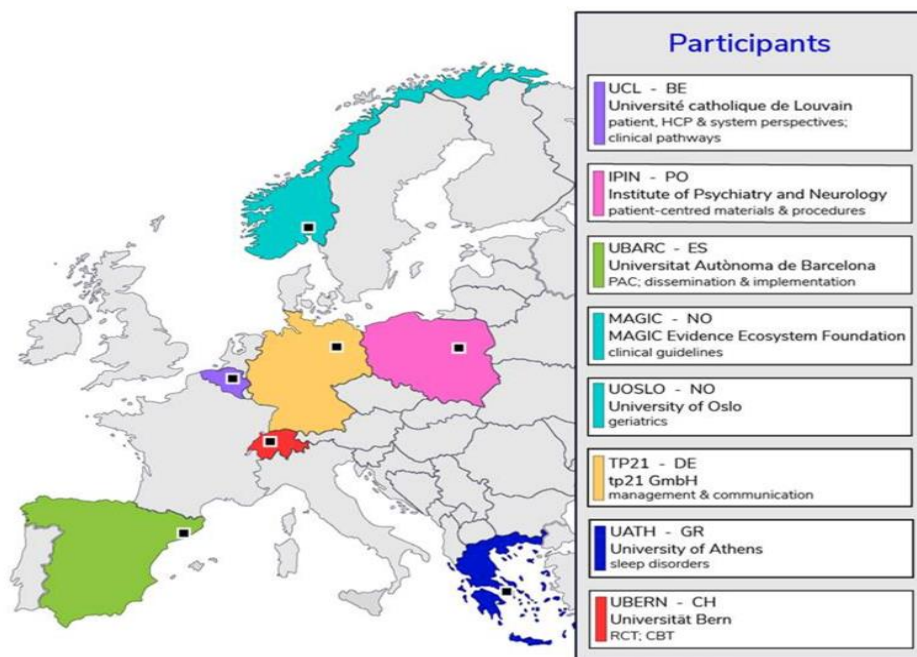 Participants
UCL - BE
Université catholique de Louvain
patient, HCP & system perspectives;
clinical pathways
IPIN - PO
Institute of Psychiatry and Neurology
patient-centred materials & procedures
UBARC - ES
Universitat Autònoma de Barcelona
PAC; dissemination & implementation
MAGIC - NO
MAGIC Evidence Ecosystem Foundation
clinical guidelines
UOSLO - NO
University of Oslo
geriatrics
TP21 - DE
tp21 GmbH
management & communication
UATH - GR
University of Athens
sleep disorders
UBERN - CH
Universität Bern
RCT; CBT